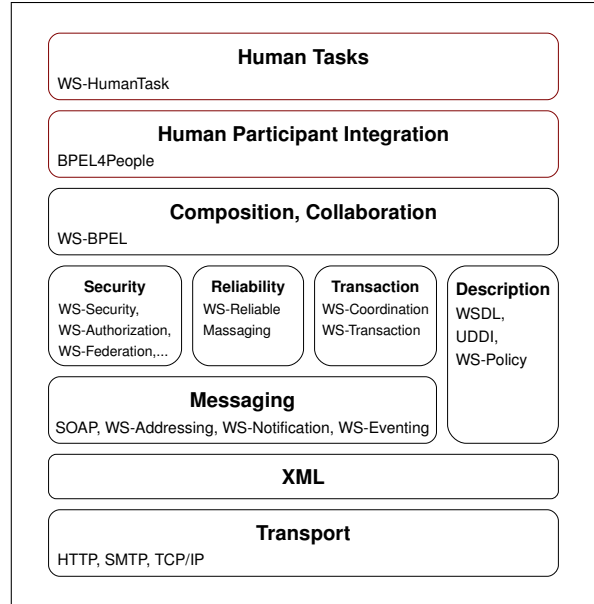 Human Tasks
WS-HumanTask
Human Participant Integration
BPEL4People
Composition, Collaboration
WS-BPEL
Security
WS-Security,
WS-Authorization,
WS-Federation,...
Reliability
WS-Reliable
Massaging
Transaction
WS-Coordination
WS-Transaction
Description
WSDL,
UDDI,
WS-Policy
Messaging
SOAP, WS-Addressing, WS-Notification, WS-Eventing
XML
Transport
HTTP, SMTP, TCP/IP